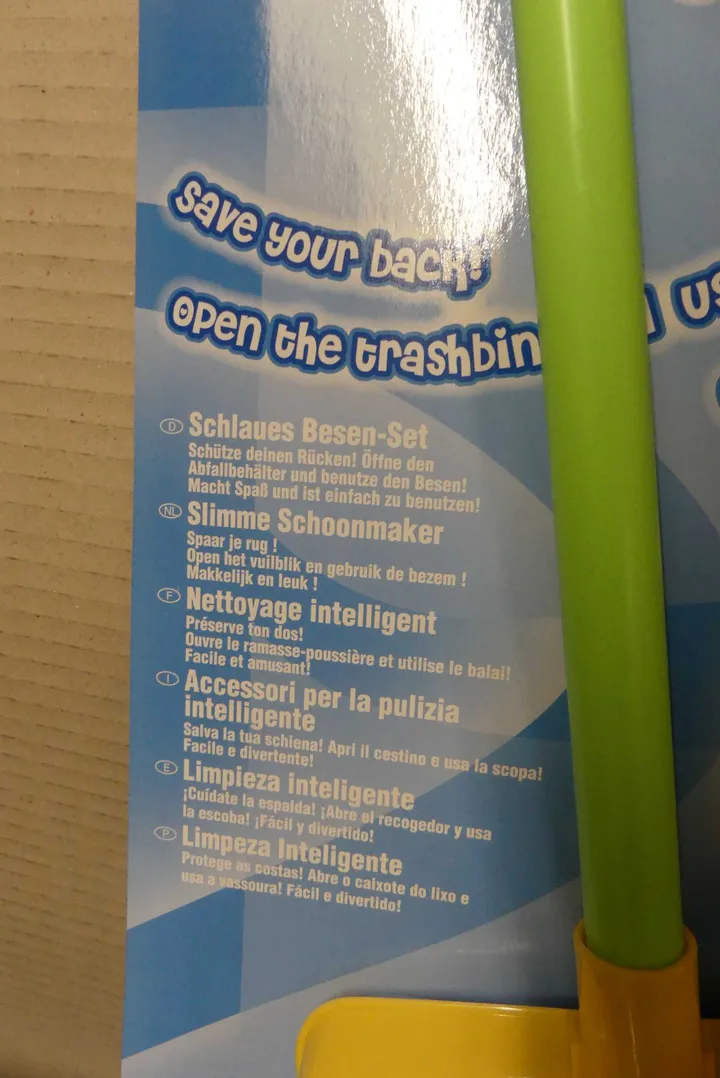 save your back!
open the trashbin
D Schlaues Besen-Set
Schütze deinen Rücken! Öffne den
Abfallbehälter und benutze den Besen!
Macht Spaß und ist einfach zu benutzen!
NL Slimme Schoonmaker
Spaar je rug !
Open het vuilblik en gebruik de bezem !
Makkelijk en leuk !
F Nettoyage intelligent
Préserve ton dos!
Ouvre le ramasse-poussière et utilise le balai!
Facile et amusant!
I Accessori per la pulizia
intelligente
Salva la tua schiena! Apri il cestino e usa la scopa!
Facile e divertente!
E Limpieza inteligente
¡Cuídate la espalda! ¡Abre el recogedor y usa
la escoba! ¡Fácil y divertido!
P Limpeza Inteligente
Protege as costas! Abre o caixote do lixo e
usa a vassoura! Fácil e divertido!